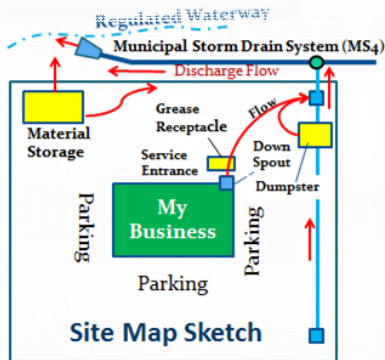 Regulated Waterway
Municipal Storm Drain System (MS4)
Discharge Flow
Material
Storage
Grease
Receptacle
Flow
Service
Entrance
Down
Spout
Dumpster
My
Business
Parking
Parking
Parking
Site Map Sketch